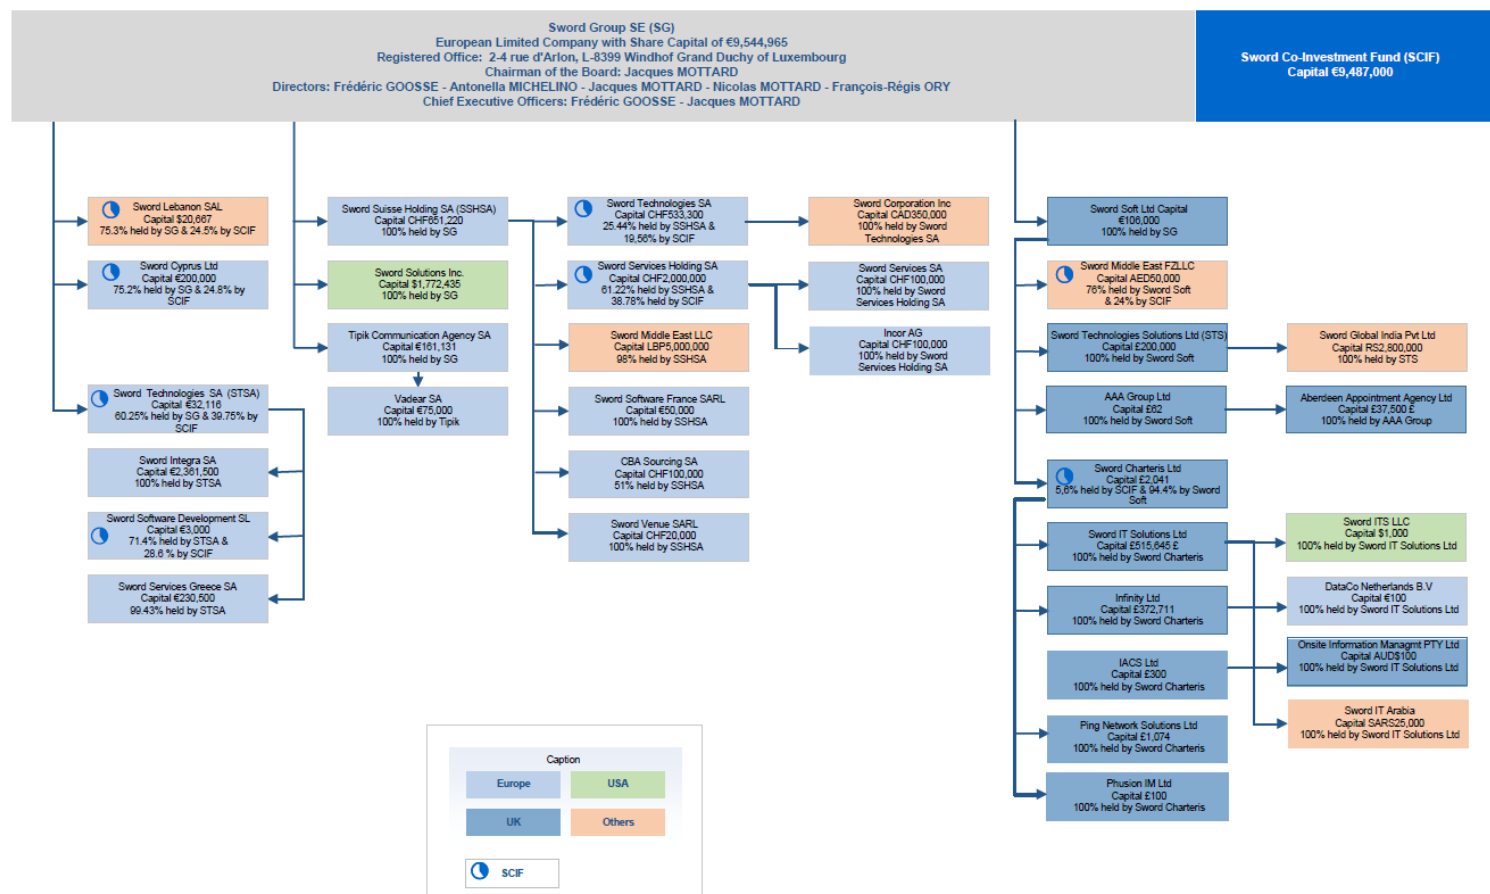 Sword Group SE (SG)
European Limited Company with Share Capital of €9,544,965
Registered Office: 2-4 rue d'Arlon, L-8399 Windhof Grand Duchy of Luxembourg
Chairman of the Board: Jacques MOTTARD
Directors: Frédéric GOOSSE - Antonella MICHELINO - Jacques MOTTARD - Nicolas MOTTARD - François-Régis ORY
Chief Executive Officers: Frédéric GOOSSE - Jacques MOTTARD
Sword Co-Investment Fund (SCIF)
Capital €9,487,000
Sword Lebanon SAL
Capital $20,667
75.3% held by SG & 24.5% by SCIF
Sword Cyprus Ltd
Capital €200,000
75.2% held by SG & 24.8% by
SCIF
Sword Technologies SA (STSA)
Capital €32,116
60.25% held by SG & 39.75% by
SCIF
Sword Integra SA
Capital €2,361,500
100% held by STSA
Sword Software Development SL
Capital €3,000
71.4% held by STSA &
28.6 % by SCIF
Sword Services Greece SA
Capital €230,500
99.43% held by STSA
Sword Suisse Holding SA (SSHSA)
Capital CHF651,220
100% held by SG
Sword Solutions Inc.
Capital $1,772,435
100% held by SG
Tipik Communication Agency SA
Capital €161,131
100% held by SG
Vadear SA
Capital €75,000
100% held by Tipik
Sword Technologies SA
Capital CHF533,300
25.44% held by SSHSA &
19,56% by SCIF
Sword Services Holding SA
Capital CHF2,000,000
61.22% held by SSHSA &
38.78% held by SCIF
Sword Middle East LLC
Capital LBP5,000,000
98% held by SSHSA
Sword Software France SARL
Capital €50,000
100% held by SSHSA
CBA Sourcing SA
Capital CHF100,000
51% held by SSHSA
Sword Venue SARL
Capital CHF20,000
100% held by SSHSA
Sword Corporation Inc
Capital CAD350,000
100% held by Sword
Technologies SA
Sword Services SA
Capital CHF100,000
100% held by Sword
Services Holding SA
Incor AG
Capital CHF100,000
100% held by Sword
Services Holding SA
Sword Soft Ltd Capital
€106,000
100% held by SG
Sword Middle East FZLLC
Capital AED50,000
76% held by Sword Soft
& 24% by SCIF
Sword Technologies Solutions Ltd (STS)
Capital £200,000
100% held by Sword Soft
AAA Group Ltd
Capital £62
100% held by Sword Soft
Sword Charteris Ltd
Capital £2,041
5,6% held by SCIF & 94.4% by Sword
Soft
Sword IT Solutions Ltd
Capital £515,645 £
100% held by Sword Charteris
Infinity Ltd
Capital £372,711
100% held by Sword Charteris
IACS Ltd
Capital £300
100% held by Sword Charteris
Ping Network Solutions Ltd
Capital £1,074
100% held by Sword Charteris
Phusion IM Ltd
Capital £100
100% held by Sword Charteris
Sword Global India Pvt Ltd
Capital RS2,800,000
100% held by STS
Aberdeen Appointment Agency Ltd
Capital £37,500 £
100% held by AAA Group
Sword ITS LLC
Capital $1,000
100% held by Sword IT Solutions Ltd
DataCo Netherlands B.V
Capital €100
100% held by Sword IT Solutions Ltd
Onsite Information Managmt PTY Ltd
Capital AUD$100
100% held by Sword IT Solutions Ltd
Sword IT Arabia
Capital SARS25,000
100% held by Sword IT Solutions Ltd
Caption
Europe
USA
UK
Others
SCIF